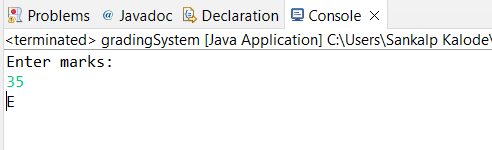 Problems @ Javadoc Declaration Console
<terminated> gradingSystem [Java Application] C:\Users\Sankalp Kalode\
Enter marks:
35
E